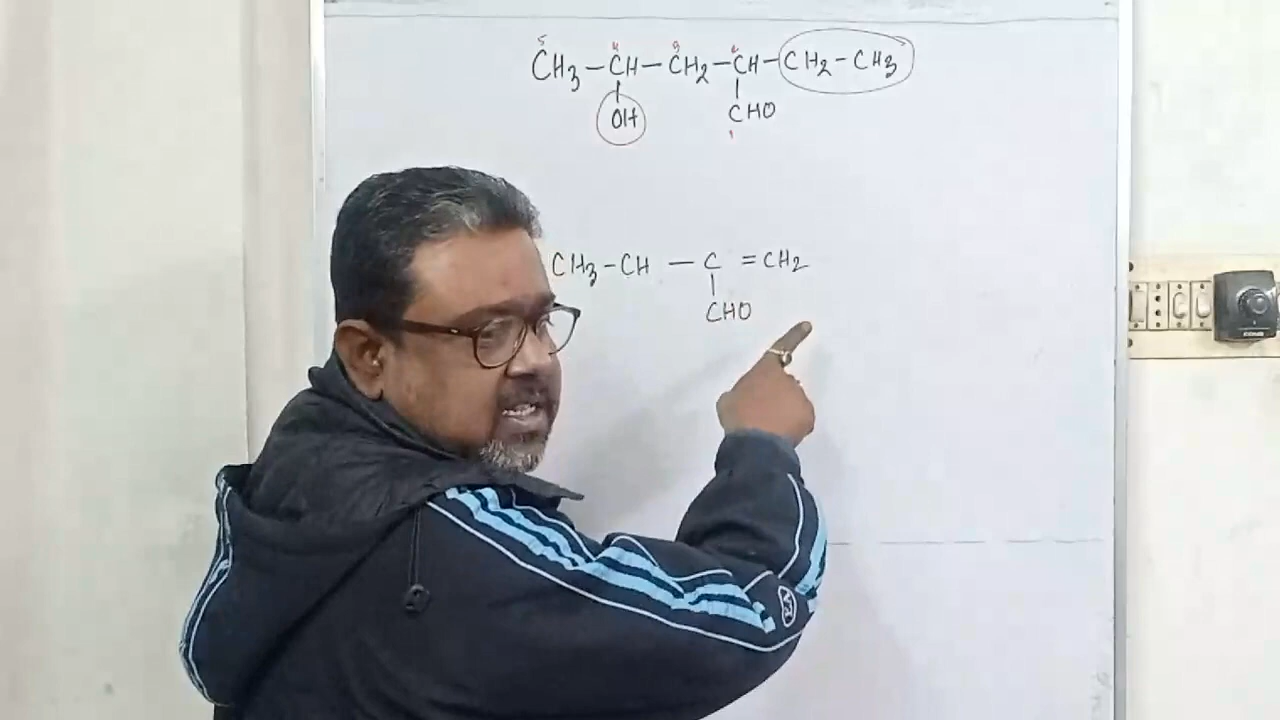 5 4 3 2
CH3 – CH – CH2 – CH – CH2 – CH3
OH CHO
1
CH3 – CH — C = CH2
CHO